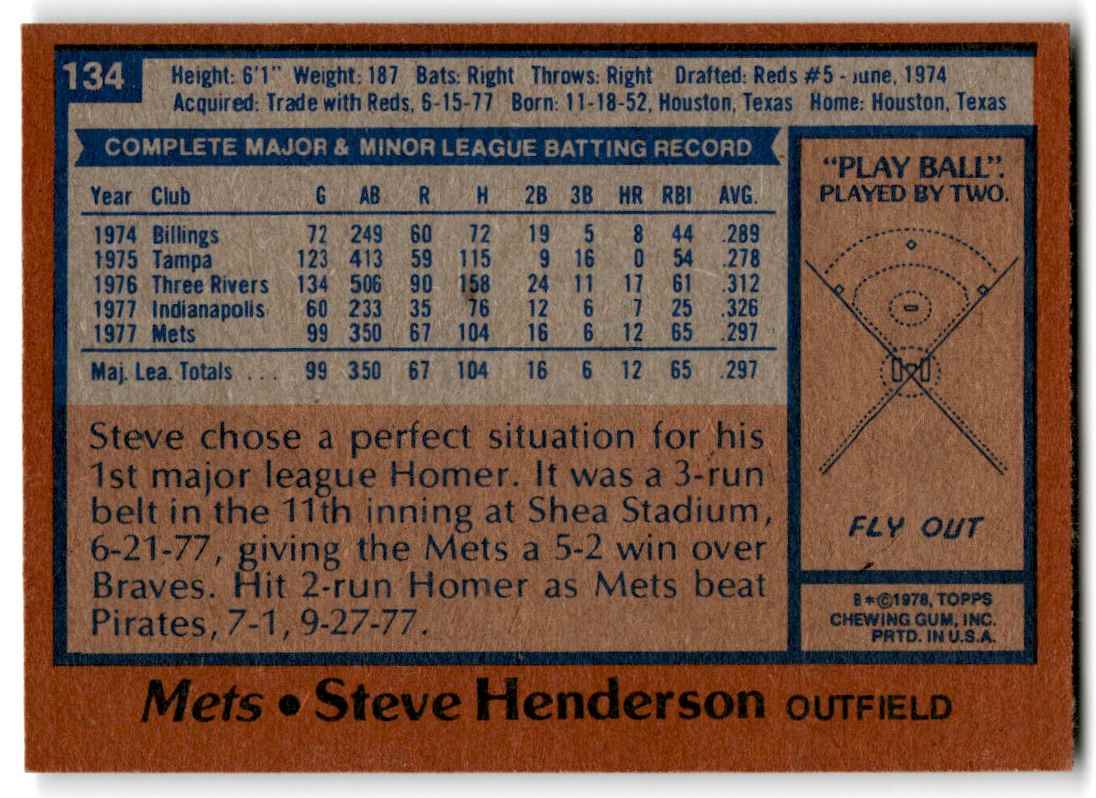 134
Height: 6'1" Weight: 187 Bats: Right Throws: Right Drafted: Reds #5 - June, 1974
Acquired: Trade with Reds, 6-15-77 Born: 11-18-52, Houston, Texas Home: Houston, Texas
COMPLETE MAJOR & MINOR LEAGUE BATTING RECORD
Year Club G AB R H 2B 3B HR RBI AVG.
1974 Billings 72 249 60 72 19 5 8 44 .289
1975 Tampa 123 413 59 115 9 16 0 54 .278
1976 Three Rivers 134 506 90 158 24 11 17 61 .312
1977 Indianapolis 60 233 35 76 12 6 7 25 .326
1977 Mets 99 350 67 104 16 6 12 65 .297
Maj. Lea. Totals . . . 99 350 67 104 16 6 12 65 .297
Steve chose a perfect situation for his
1st major league Homer. It was a 3-run
belt in the 11th inning at Shea Stadium,
6-21-77, giving the Mets a 5-2 win over
Braves. Hit 2-run Homer as Mets beat
Pirates, 7-1, 9-27-77.
"PLAY BALL".
PLAYED BY TWO.
FLY OUT
B*©1978, TOPPS
CHEWING GUM, INC.
PRTD. IN U.S.A.
Mets • Steve Henderson OUTFIELD